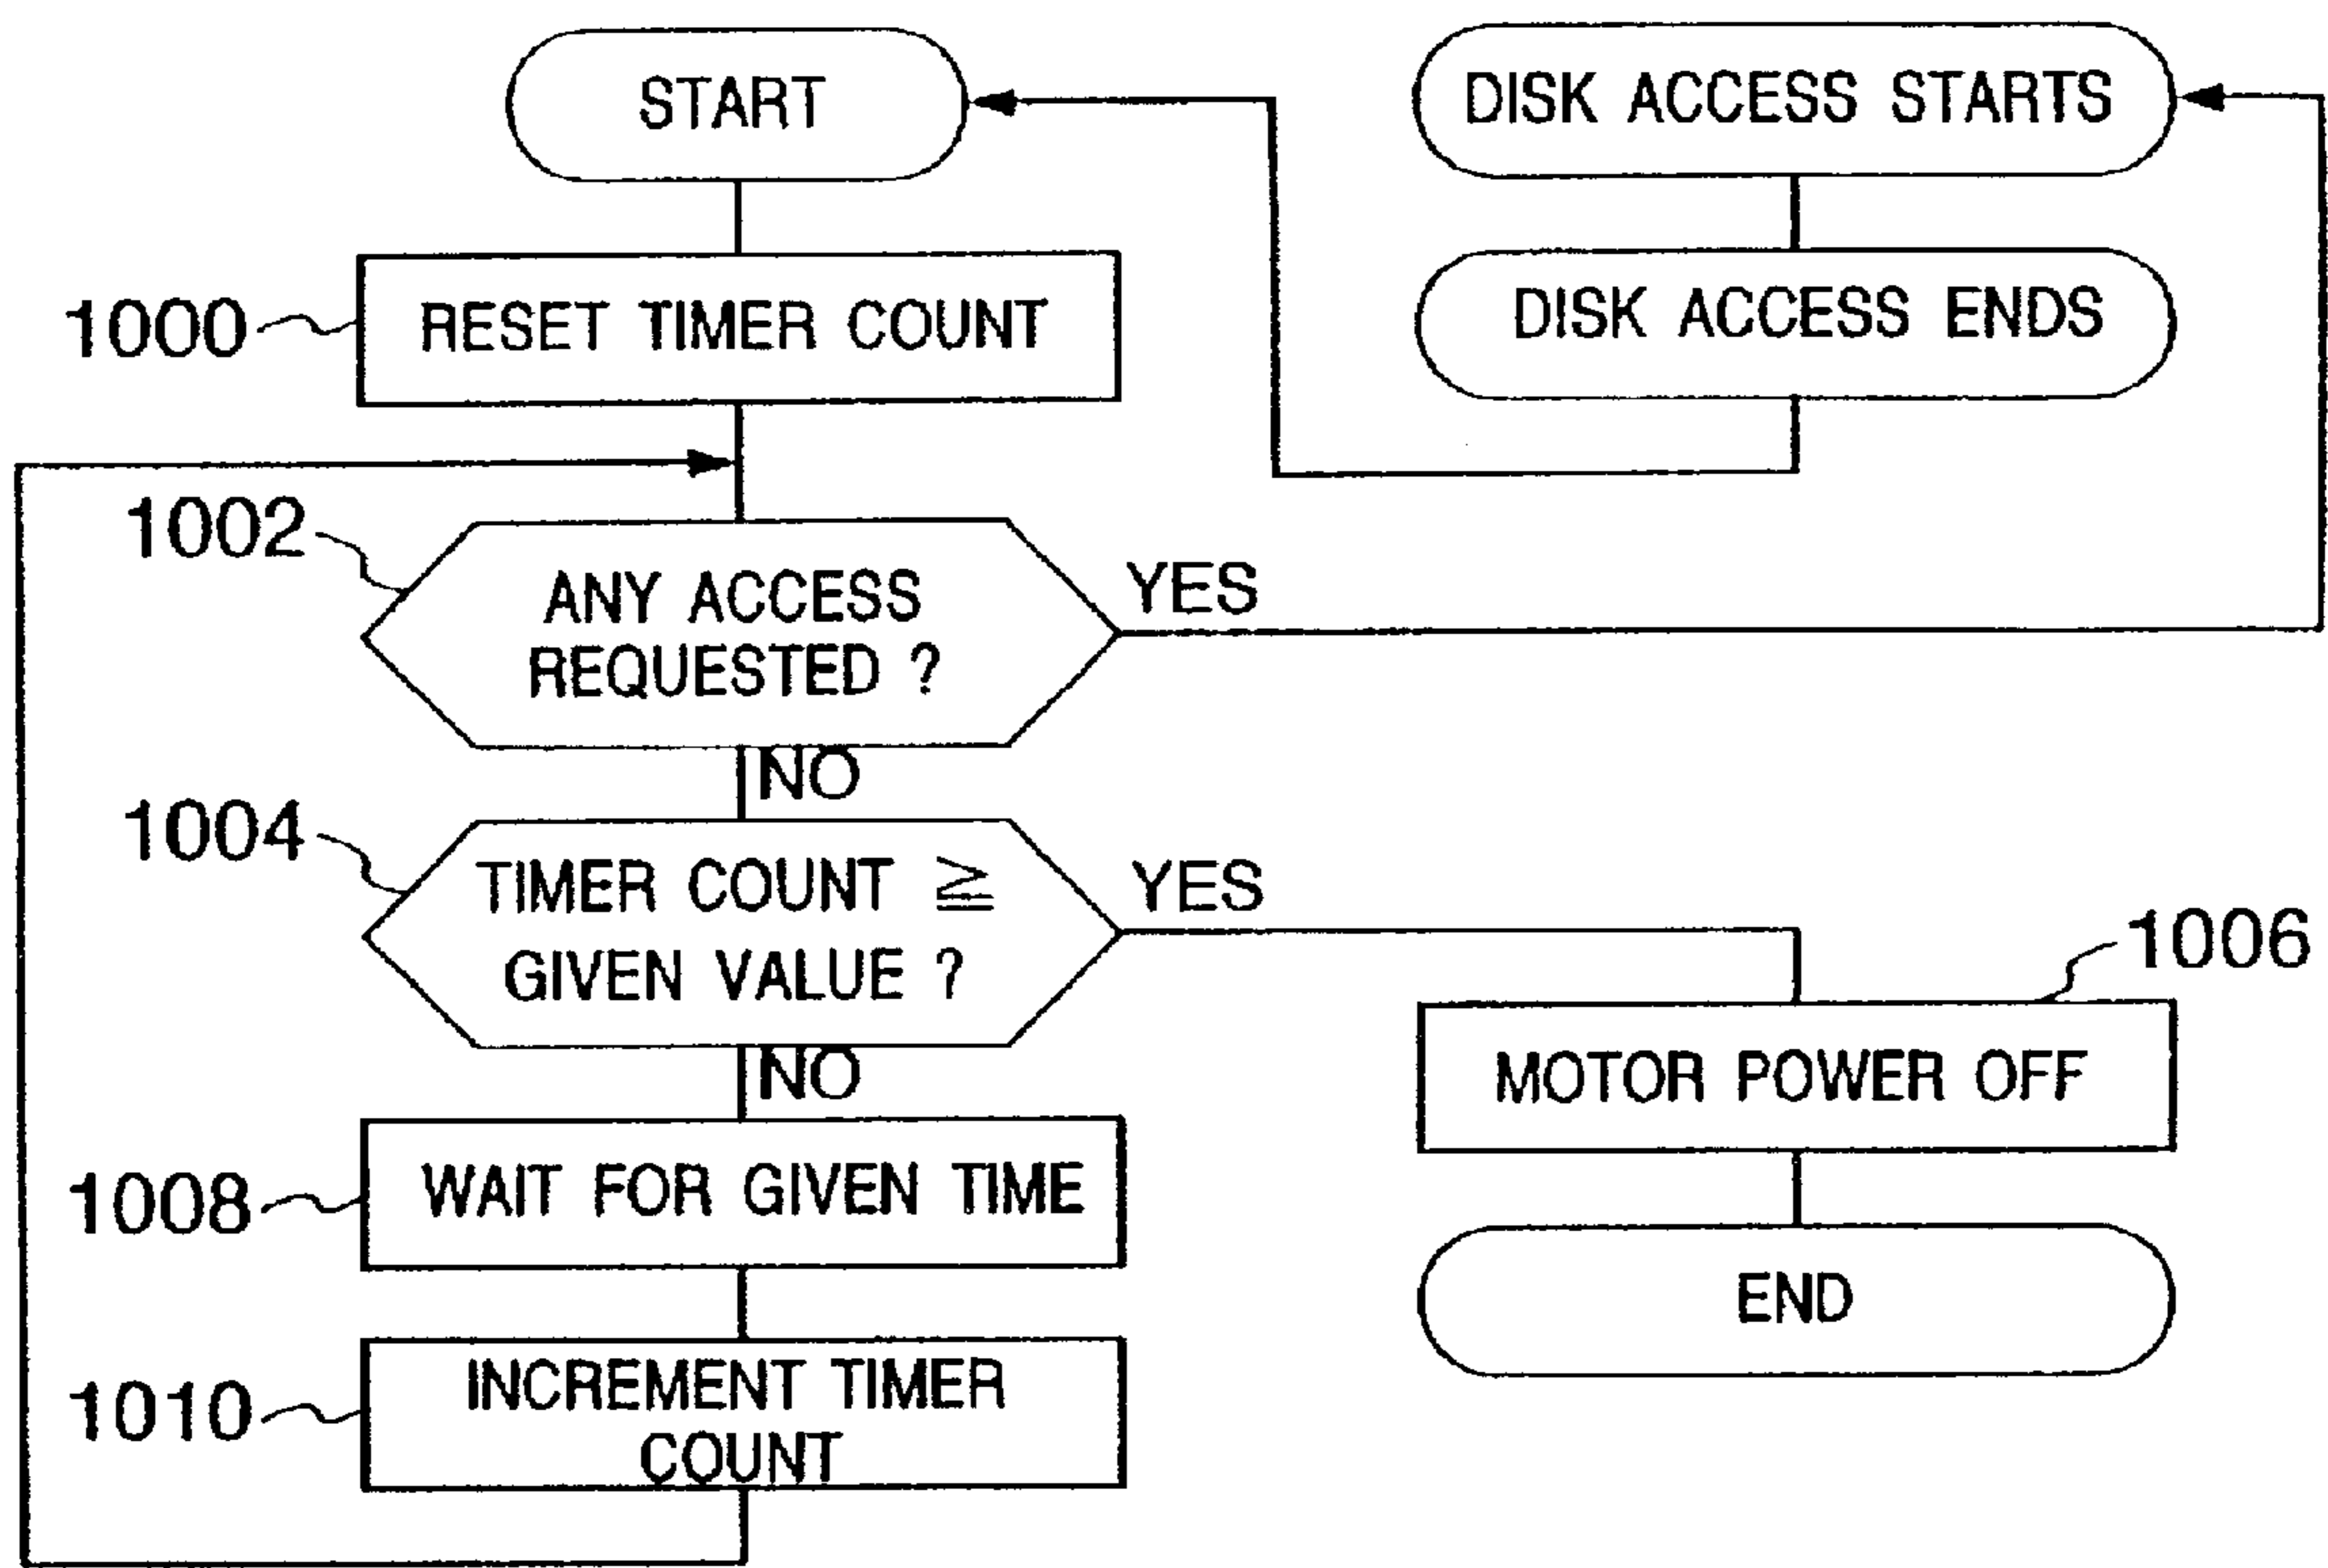 START
DISK ACCESS STARTS
1000
RESET TIMER COUNT
DISK ACCESS ENDS
1002
ANY ACCESS
REQUESTED ?
YES
NO
1004
TIMER COUNT ≧
GIVEN VALUE ?
YES
NO
1006
MOTOR POWER OFF
1008
WAIT FOR GIVEN TIME
END
1010
INCREMENT TIMER
COUNT